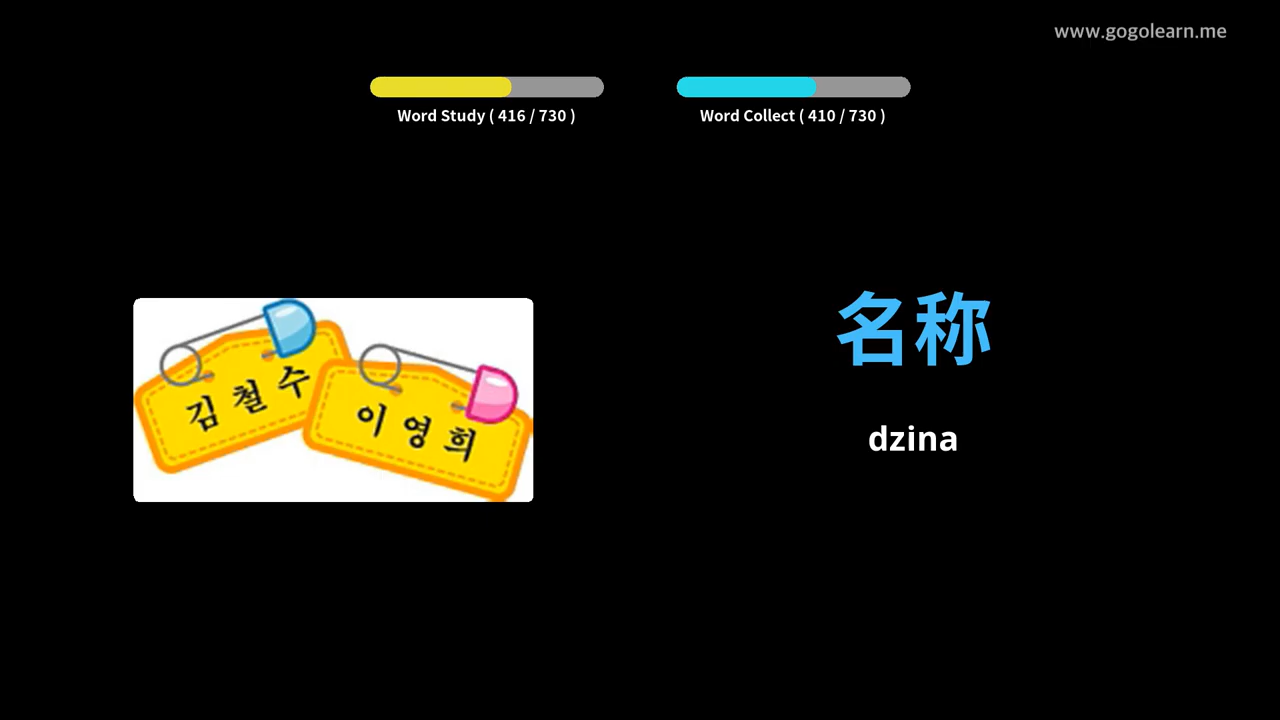 www.gogolearn.me
Word Study ( 416 / 730 )
Word Collect ( 410 / 730 )
김철수
이영희
名称
dzina